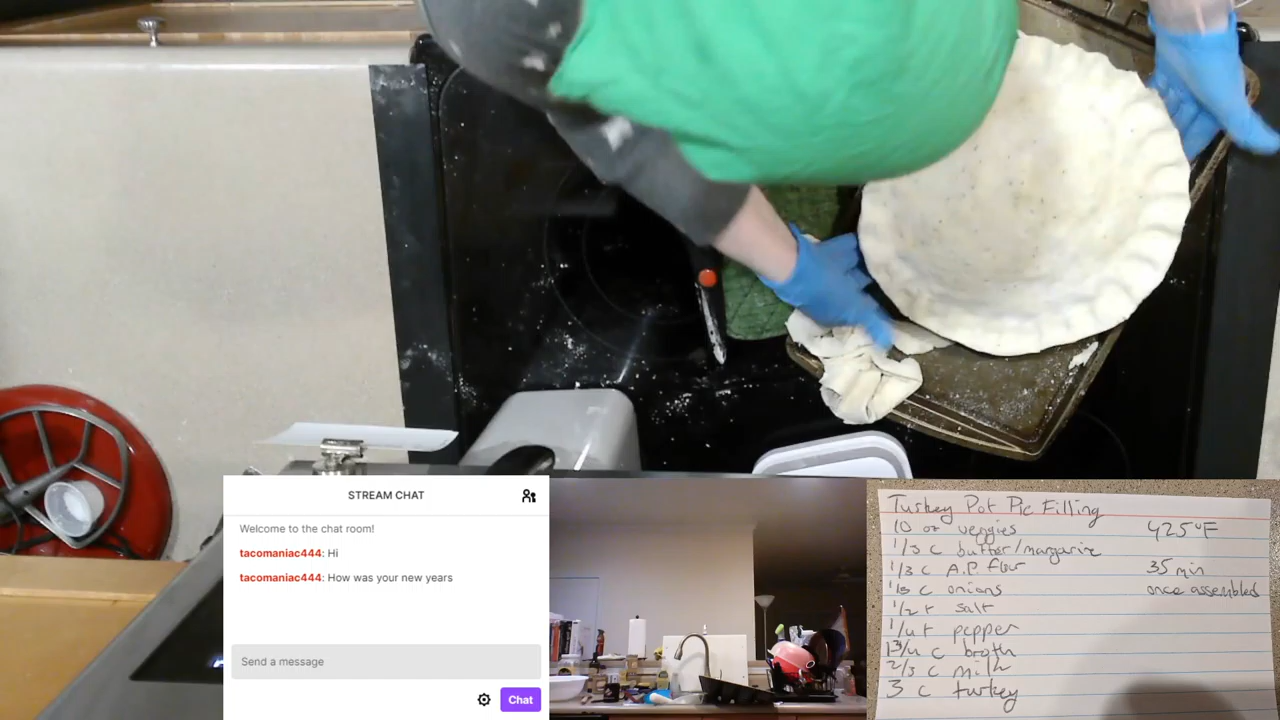 STREAM CHAT
Welcome to the chat room!
tacomaniac444: Hi
tacomaniac444: How was your new years
Send a message
Chat
Turkey Pot Pie Filling
10 oz veggies
425°F
1/3 c butter/margarine
1/3 c A.P. flour
35 min
1/3 c onions
once assembled
1/2 t salt
1/4 t pepper
1 3/4 c broth
2/3 c milk
3 c turkey